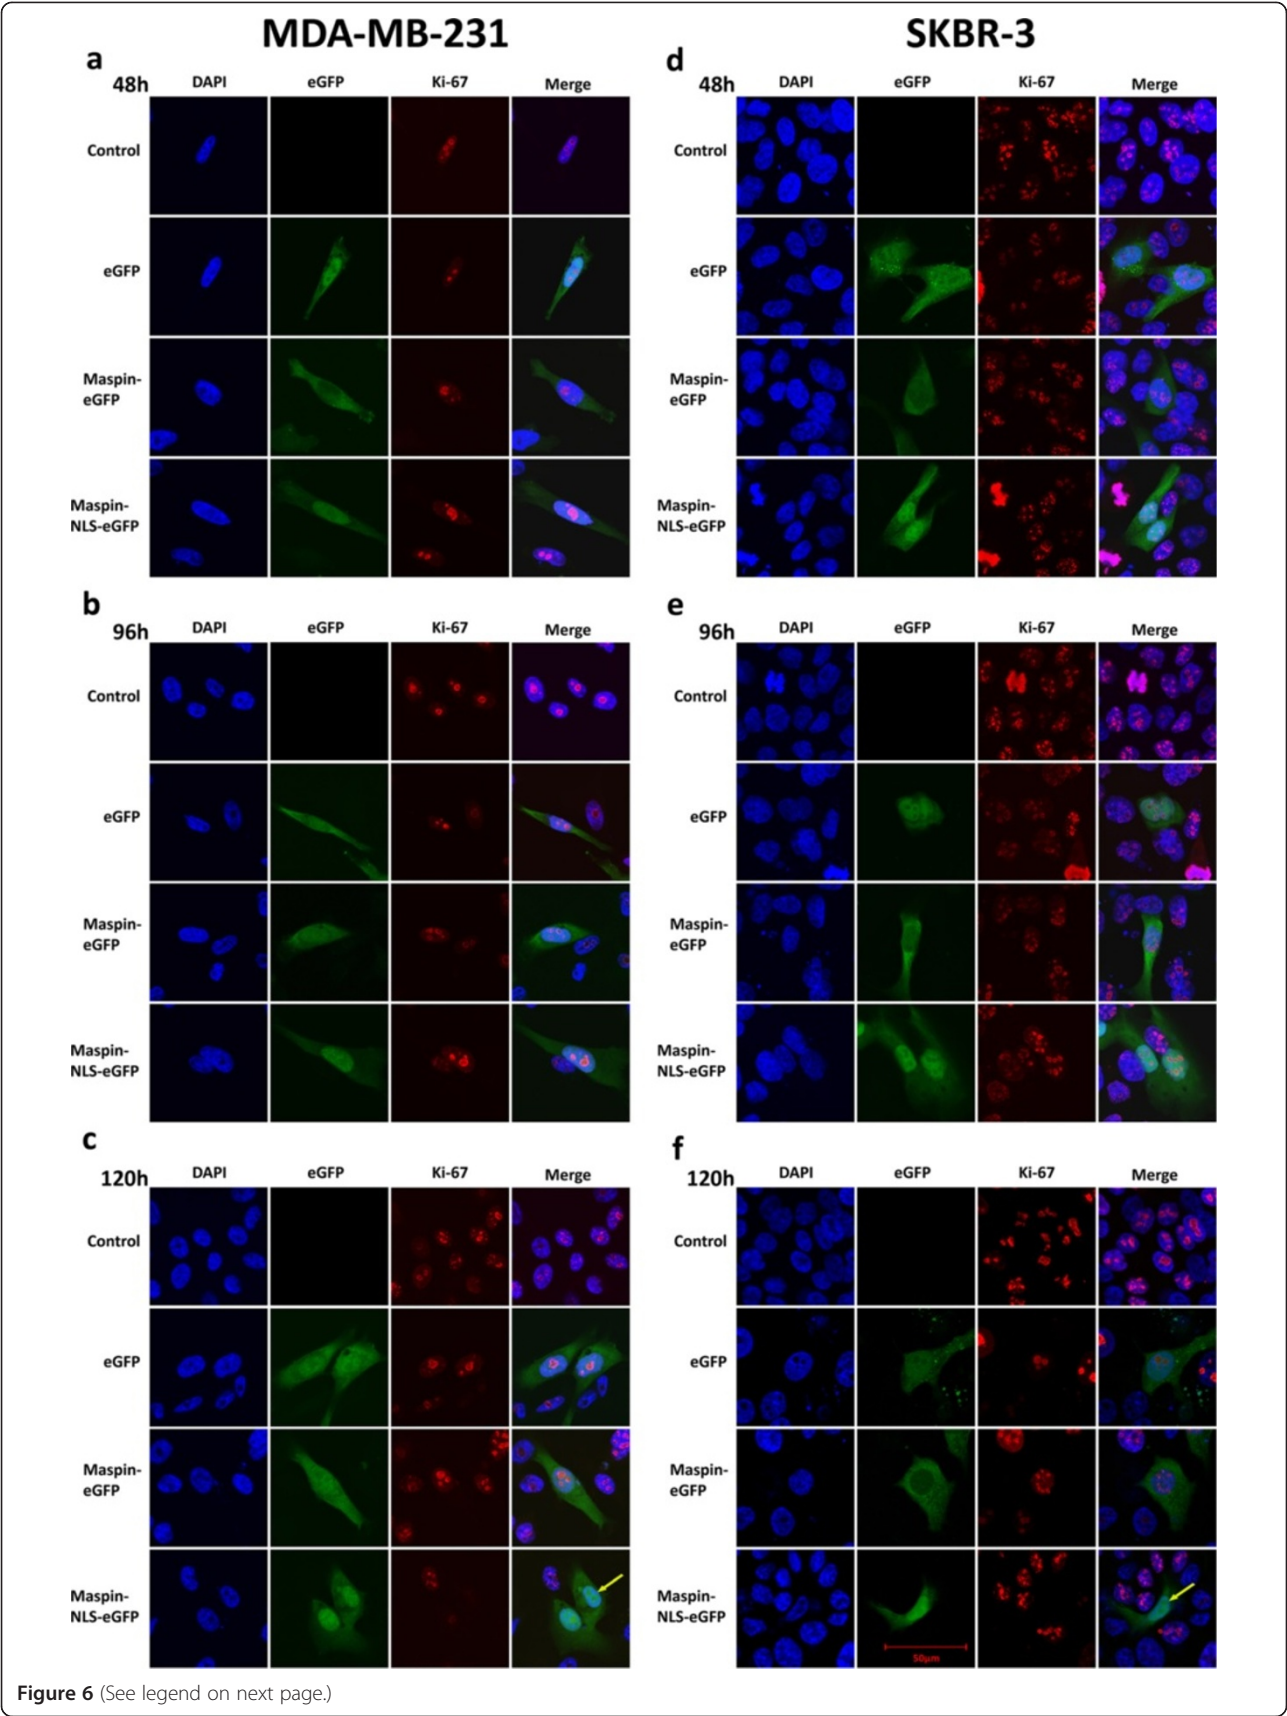 MDA-MB-231
SKBR-3
a
48h DAPI eGFP Ki-67 Merge
Control
eGFP
Maspin-
eGFP
Maspin-
NLS-eGFP
b
96h DAPI eGFP Ki-67 Merge
Control
eGFP
Maspin-
eGFP
Maspin-
NLS-eGFP
c
120h DAPI eGFP Ki-67 Merge
Control
eGFP
Maspin-
eGFP
Maspin-
NLS-eGFP
d
48h DAPI eGFP Ki-67 Merge
Control
eGFP
Maspin-
eGFP
Maspin-
NLS-eGFP
e
96h DAPI eGFP Ki-67 Merge
Control
eGFP
Maspin-
eGFP
Maspin-
NLS-eGFP
f
120h DAPI eGFP Ki-67 Merge
Control
eGFP
Maspin-
eGFP
Maspin-
NLS-eGFP
50μm
Figure 6 (See legend on next page.)